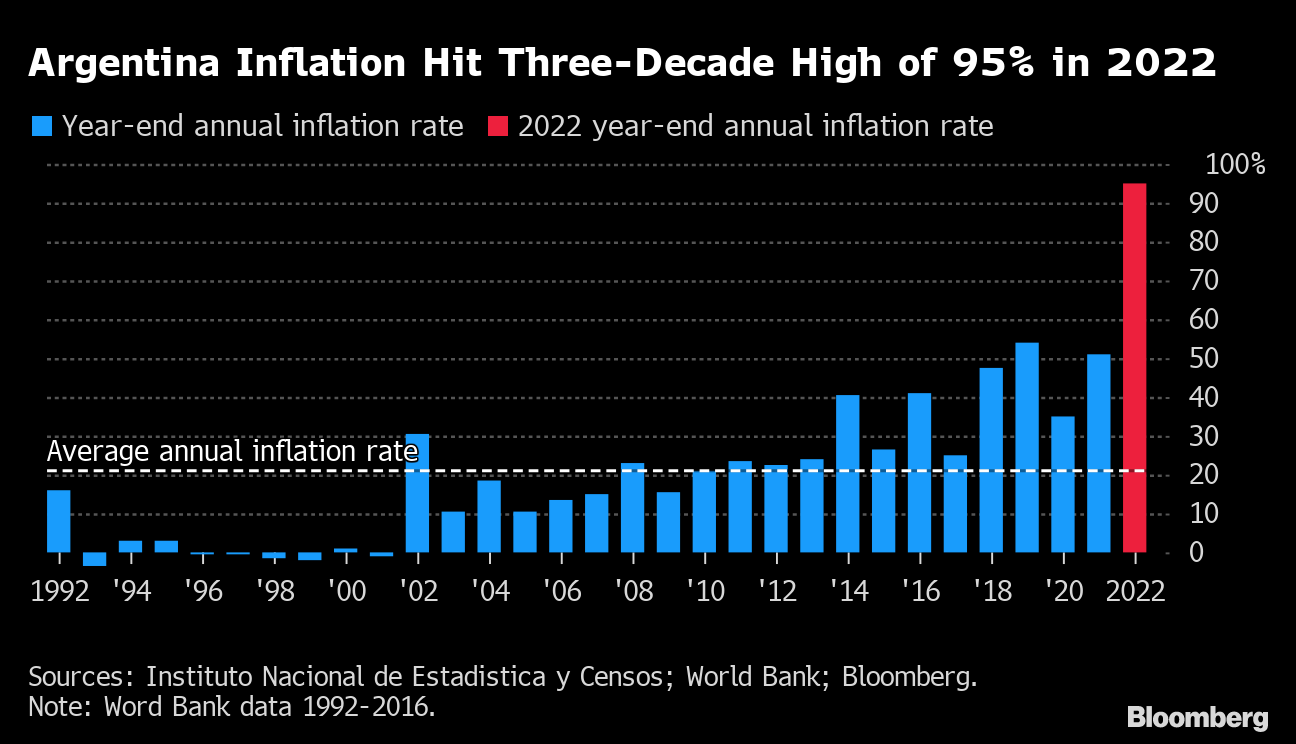 Argentina Inflation Hit Three-Decade High of 95% in 2022
Year-end annual inflation rate 2022 year-end annual inflation rate
100%
90
80
70
60
50
40
30
Average annual inflation rate
20
10
0
1992 '94 '96 '98 '00 '02 '04 '06 '08 '10 '12 '14 '16 '18 '20 2022
Sources: Instituto Nacional de Estadistica y Censos; World Bank; Bloomberg.
Note: Word Bank data 1992-2016.
Bloomberg